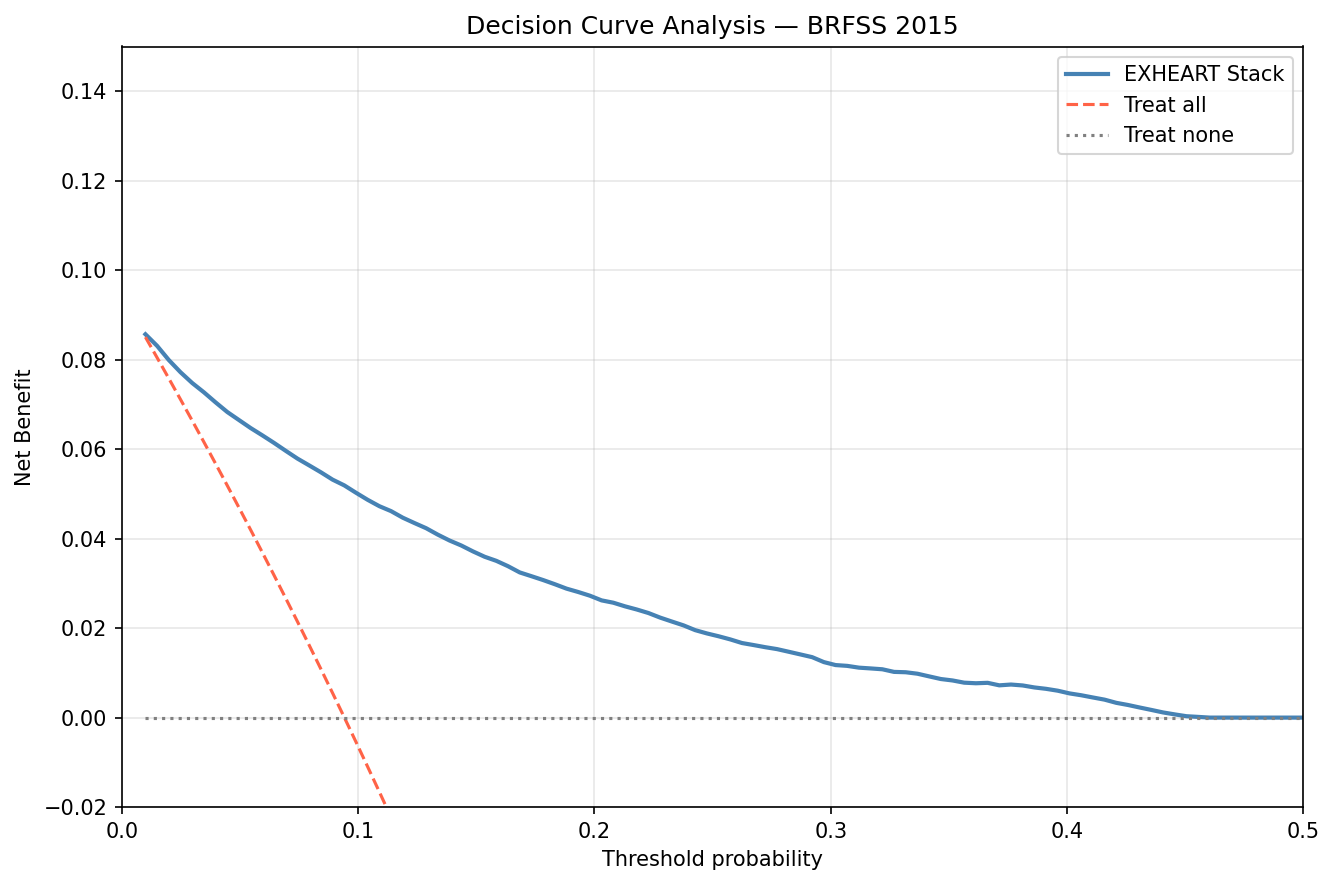 Decision Curve Analysis — BRFSS 2015
EXHEART Stack
Treat all
Treat none
0.14
0.12
0.10
0.08
0.06
0.04
0.02
0.00
−0.02
Net Benefit
0.0 0.1 0.2 0.3 0.4 0.5
Threshold probability